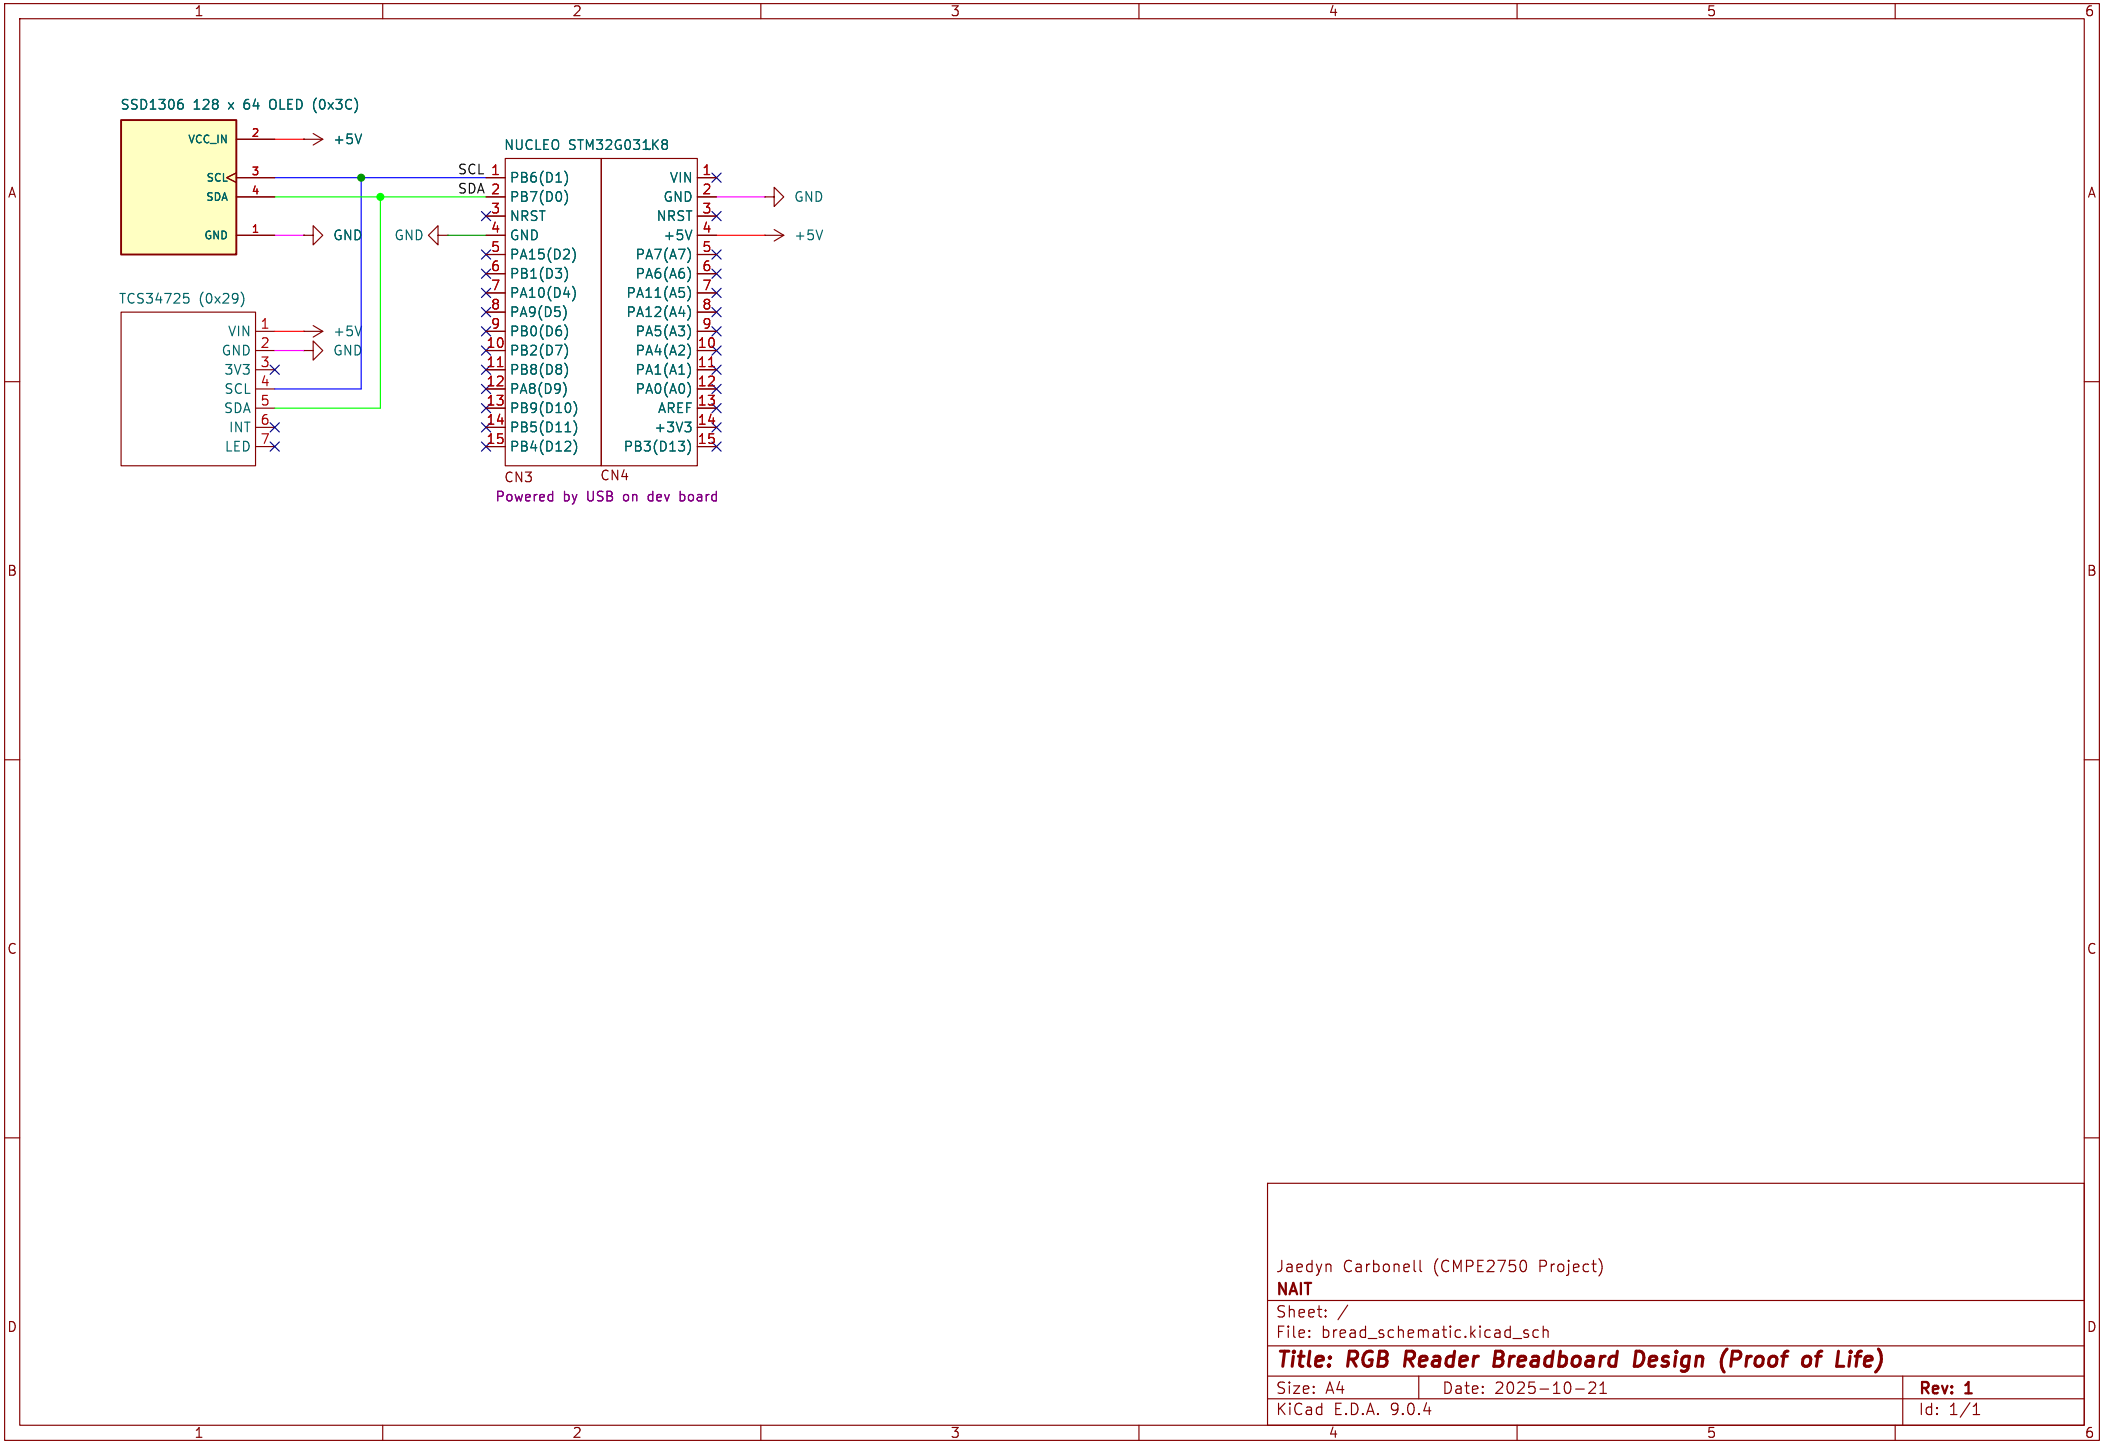 1 2 3 4 5 6
A A
B B
C C
D D
SSD1306 128 x 64 OLED (0x3C)
VCC_IN 2 +5V
SCL 3
SDA 4
GND 1 GND
TCS34725 (0x29)
VIN 1 +5V
GND 2 GND
3V3 3
SCL 4
SDA 5
INT 6
LED 7
NUCLEO STM32G031K8
SCL 1 PB6(D1) VIN 1
SDA 2 PB7(D0) GND 2 GND
3 NRST NRST 3
GND 4 GND +5V 4 +5V
5 PA15(D2) PA7(A7) 5
6 PB1(D3) PA6(A6) 6
7 PA10(D4) PA11(A5) 7
8 PA9(D5) PA12(A4) 8
9 PB0(D6) PA5(A3) 9
10 PB2(D7) PA4(A2) 10
11 PB8(D8) PA1(A1) 11
12 PA8(D9) PA0(A0) 12
13 PB9(D10) AREF 13
14 PB5(D11) +3V3 14
15 PB4(D12) PB3(D13) 15
CN3 CN4
Powered by USB on dev board
Jaedyn Carbonell (CMPE2750 Project)
NAIT
Sheet: /
File: bread_schematic.kicad_sch
Title: RGB Reader Breadboard Design (Proof of Life)
Size: A4 Date: 2025-10-21 Rev: 1
KiCad E.D.A. 9.0.4 Id: 1/1
1 2 3 4 5 6